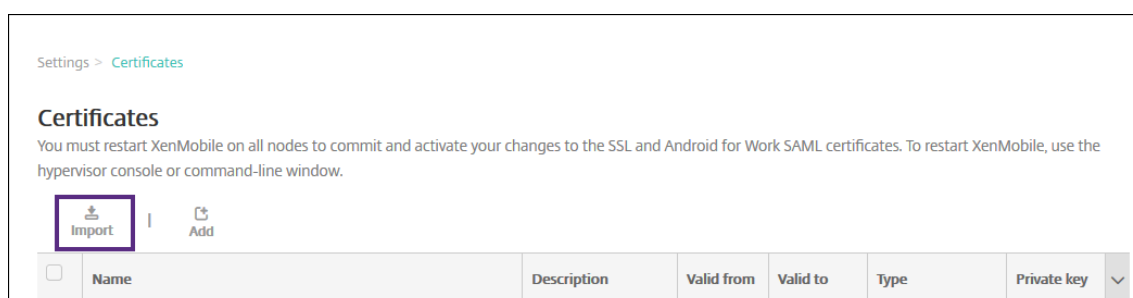 Settings > Certificates
Certificates
You must restart XenMobile on all nodes to commit and activate your changes to the SSL and Android for Work SAML certificates. To restart XenMobile, use the
hypervisor console or command-line window.
Import | Add
Name Description Valid from Valid to Type Private key